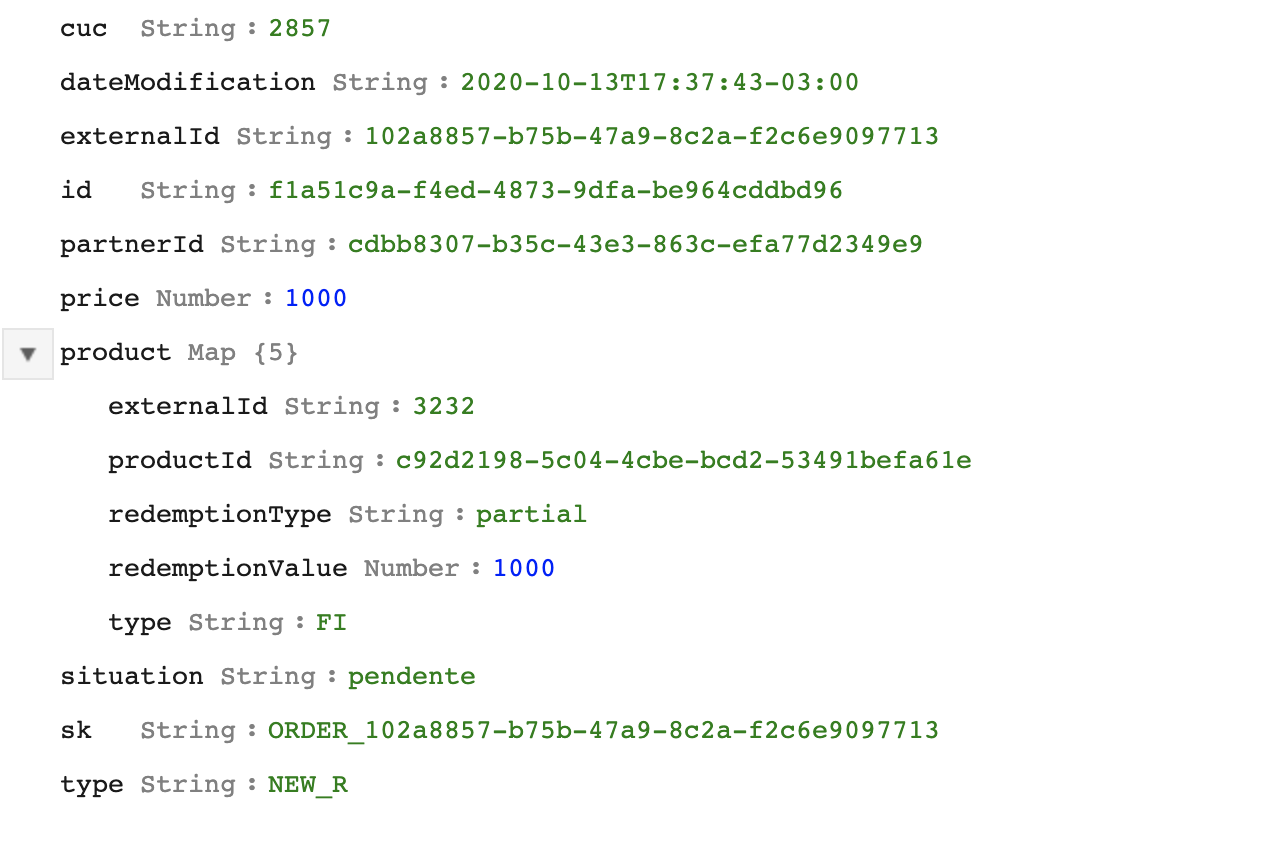 cuc String : 2857
dateModification String : 2020-10-13T17:37:43-03:00
externalId String : 102a8857-b75b-47a9-8c2a-f2c6e9097713
id String : f1a51c9a-f4ed-4873-9dfa-be964cddbd96
partnerId String : cdbb8307-b35c-43e3-863c-efa77d2349e9
price Number : 1000
product Map {5}
externalId String : 3232
productId String : c92d2198-5c04-4cbe-bcd2-53491befa61e
redemptionType String : partial
redemptionValue Number : 1000
type String : FI
situation String : pendente
sk String : ORDER_102a8857-b75b-47a9-8c2a-f2c6e9097713
type String : NEW_R